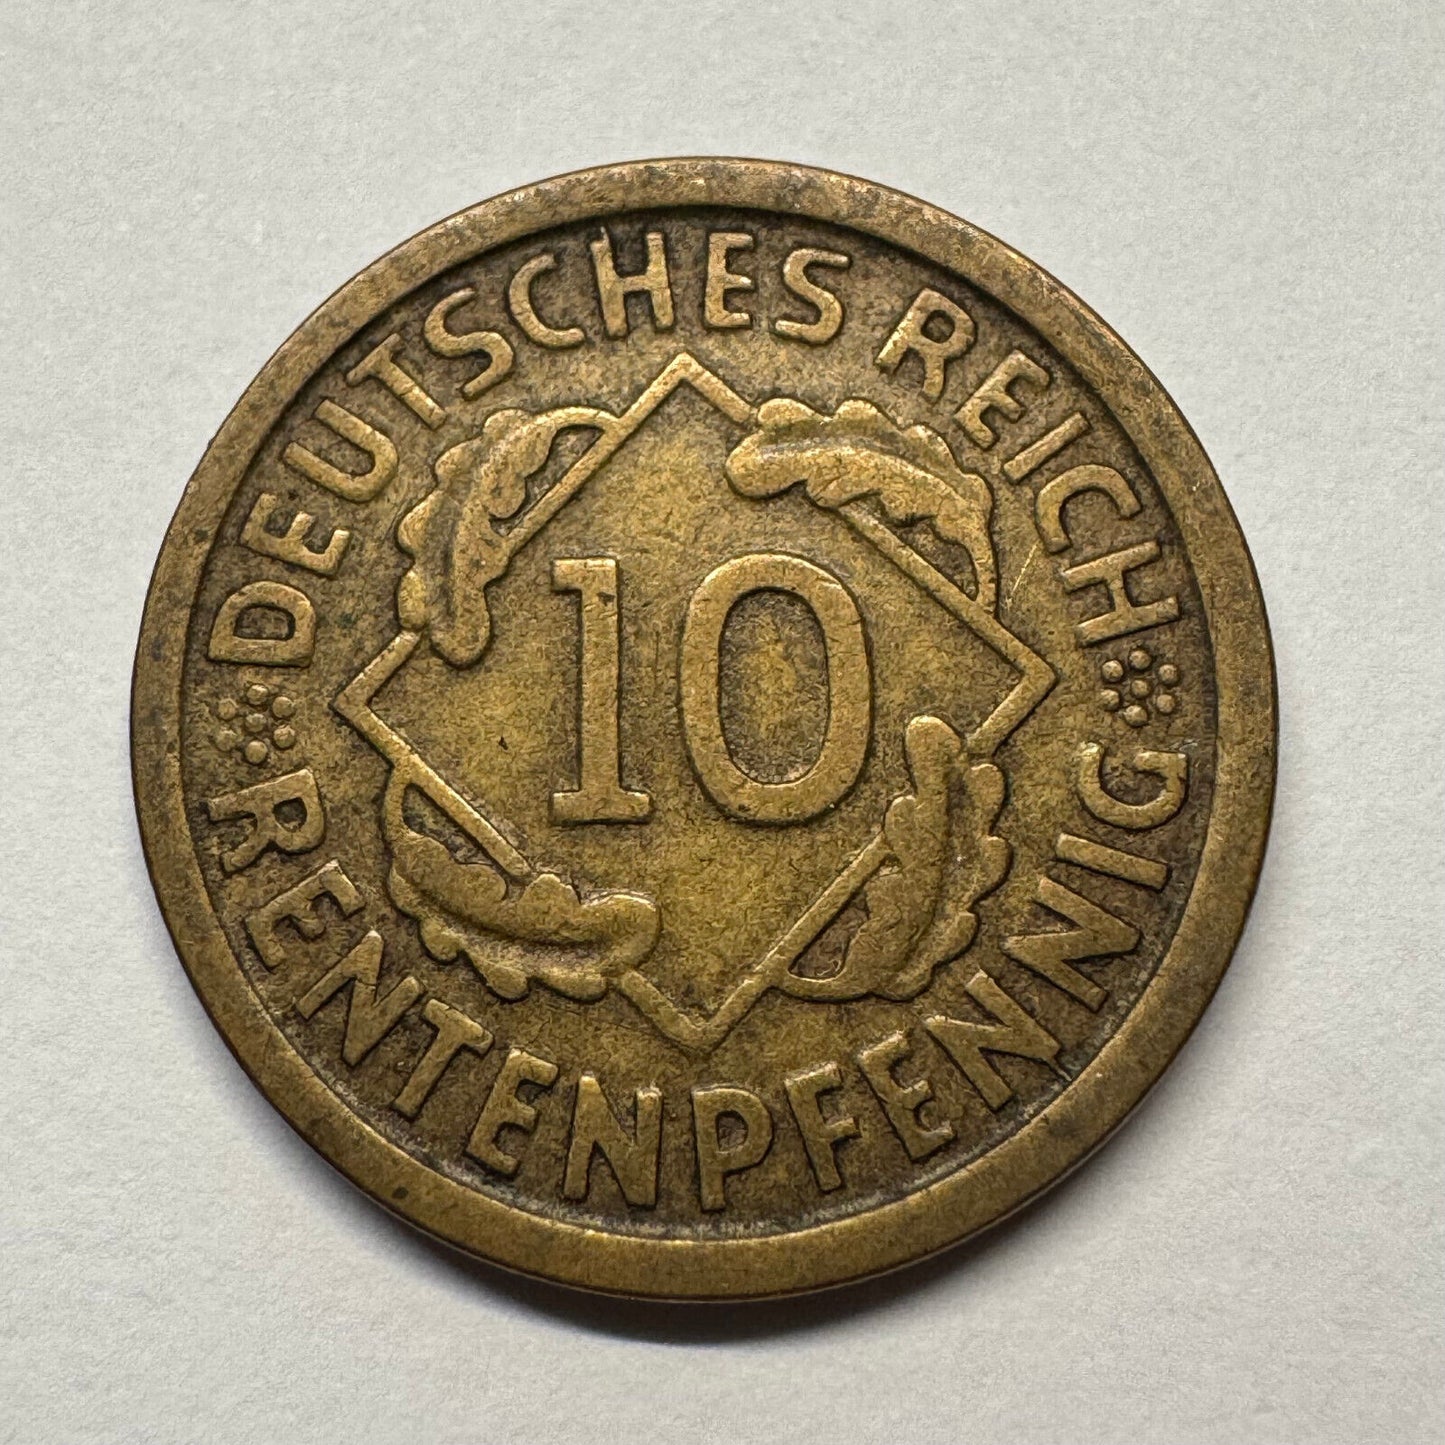 DEUTSCHES REICH
10
RENTENPFENNIG